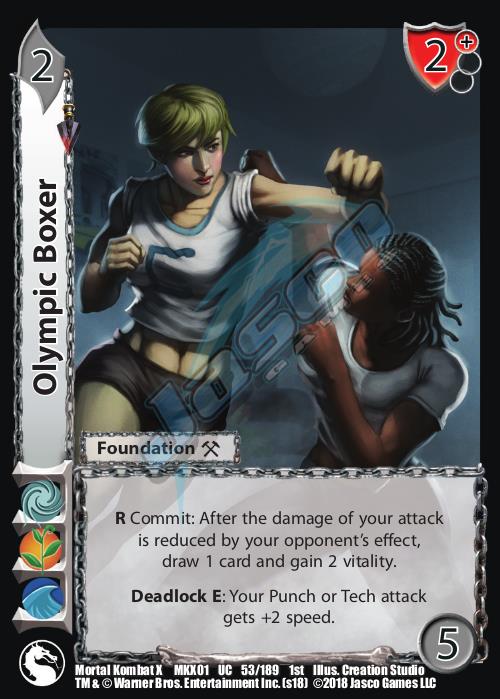 2
2
+
Olympic Boxer
Jasco
GAMES
Foundation
R Commit: After the damage of your attack
is reduced by your opponent's effect,
draw 1 card and gain 2 vitality.
Deadlock E: Your Punch or Tech attack
gets +2 speed.
5
Mortal Kombat X MKX01 UC 53/189 1st Illus. Creation Studio
TM & © Warner Bros. Entertainment Inc. (s18) ©2018 Jasco Games LLC